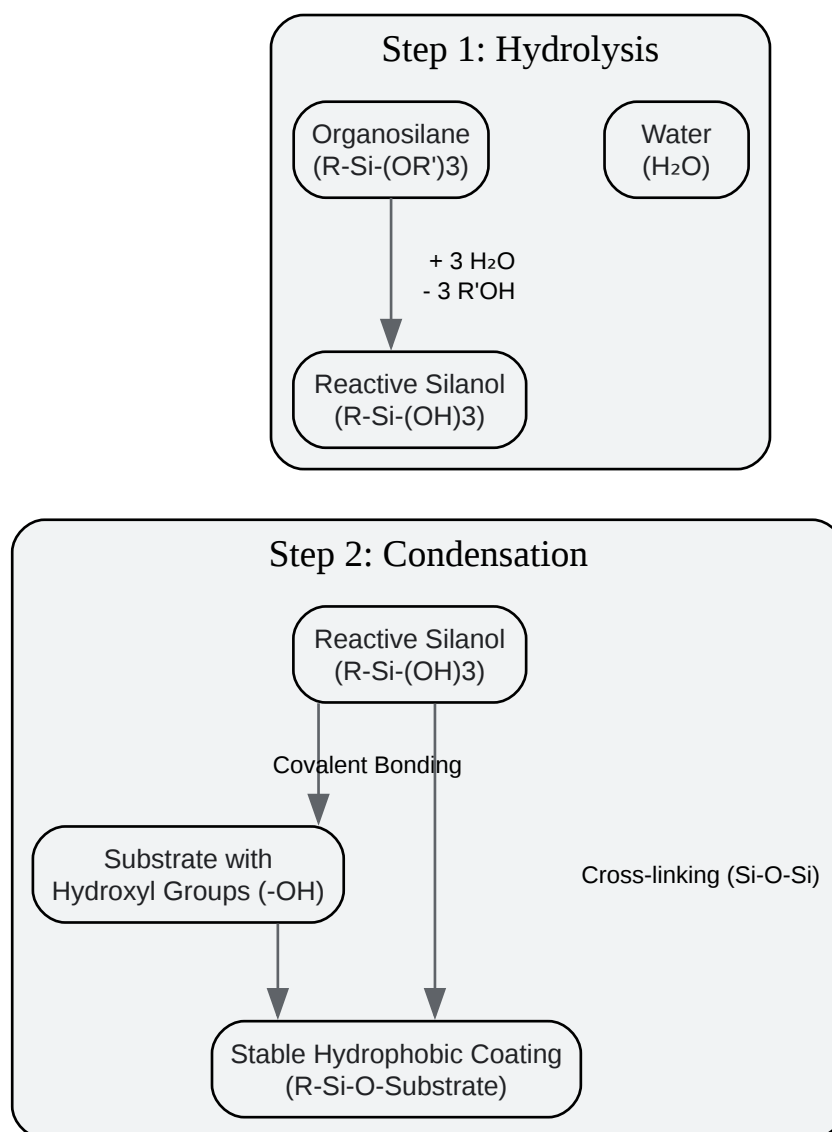 Step 1: Hydrolysis
Organosilane
(R-Si-(OR')3)
Water
(H₂O)
+ 3 H₂O
- 3 R'OH
Reactive Silanol
(R-Si-(OH)3)
Step 2: Condensation
Reactive Silanol
(R-Si-(OH)3)
Covalent Bonding
Substrate with
Hydroxyl Groups (-OH)
Cross-linking (Si-O-Si)
Stable Hydrophobic Coating
(R-Si-O-Substrate)